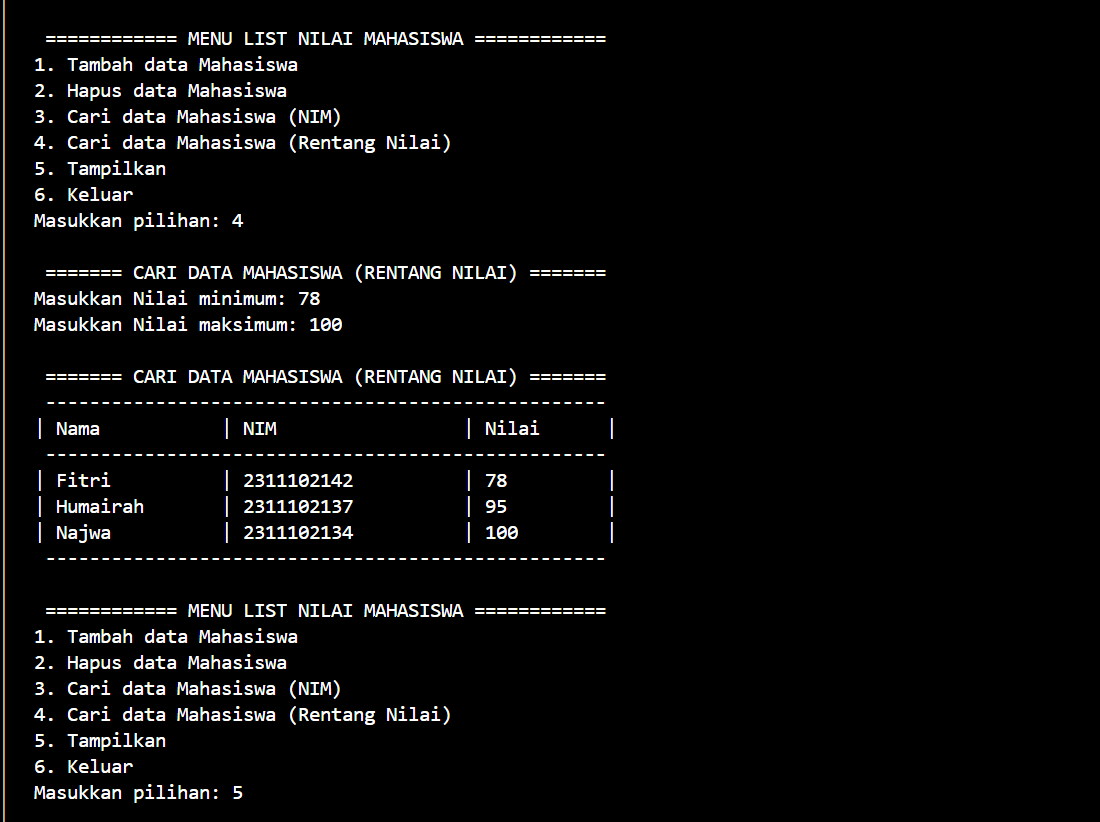 ============ MENU LIST NILAI MAHASISWA ============
1. Tambah data Mahasiswa
2. Hapus data Mahasiswa
3. Cari data Mahasiswa (NIM)
4. Cari data Mahasiswa (Rentang Nilai)
5. Tampilkan
6. Keluar
Masukkan pilihan: 4
======= CARI DATA MAHASISWA (RENTANG NILAI) =======
Masukkan Nilai minimum: 78
Masukkan Nilai maksimum: 100
======= CARI DATA MAHASISWA (RENTANG NILAI) =======
---------------------------------------------------
| Nama           | NIM                 | Nilai      |
---------------------------------------------------
| Fitri          | 2311102142          | 78         |
| Humairah       | 2311102137          | 95         |
| Najwa          | 2311102134          | 100        |
---------------------------------------------------
============ MENU LIST NILAI MAHASISWA ============
1. Tambah data Mahasiswa
2. Hapus data Mahasiswa
3. Cari data Mahasiswa (NIM)
4. Cari data Mahasiswa (Rentang Nilai)
5. Tampilkan
6. Keluar
Masukkan pilihan: 5